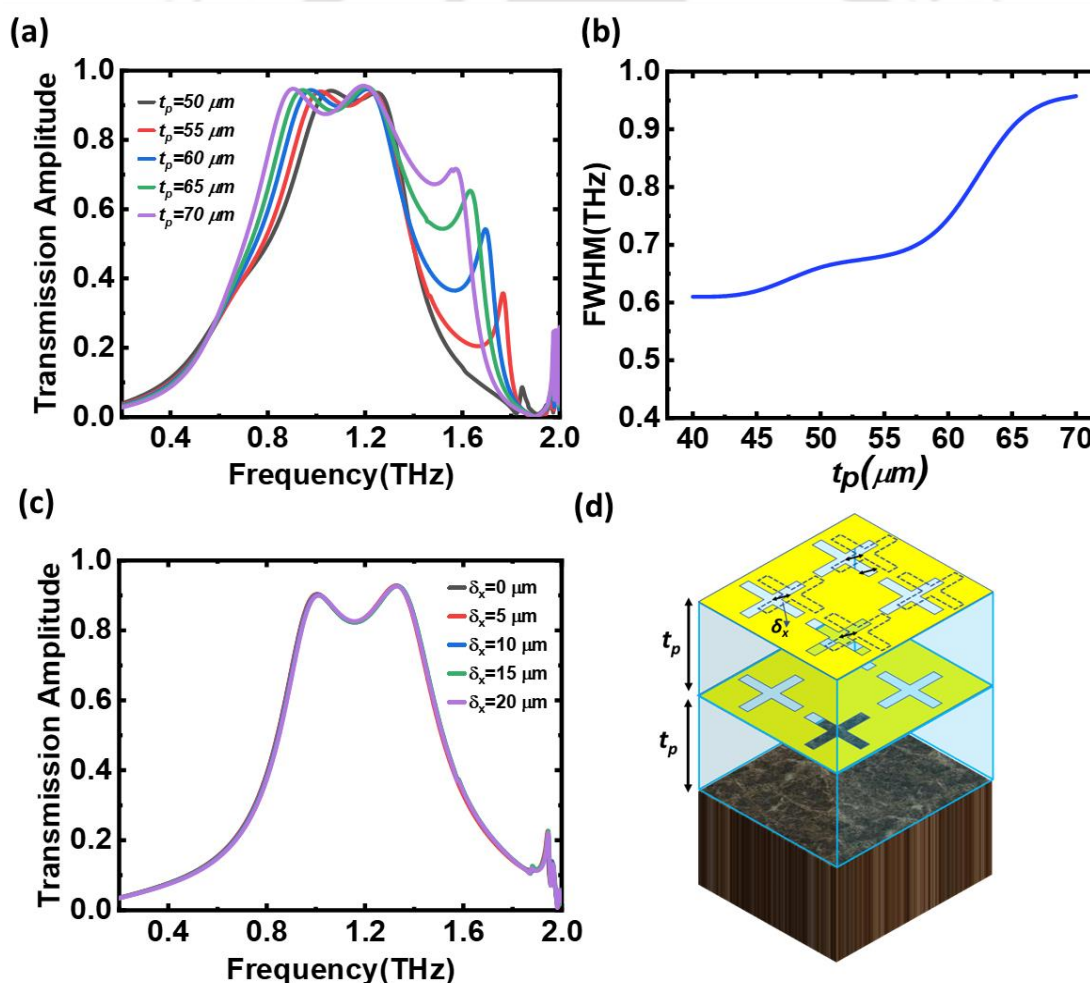 (a)
1.0
0.8
0.6
0.4
0.2
0.0
Transmission Amplitude
t_p=50 μm
t_p=55 μm
t_p=60 μm
t_p=65 μm
t_p=70 μm
0.4 0.8 1.2 1.6 2.0
Frequency(THz)
(b)
1.0
0.9
0.8
0.7
0.6
0.5
0.4
FWHM(THz)
40 45 50 55 60 65 70
t_p(μm)
(c)
1.0
0.8
0.6
0.4
0.2
0.0
Transmission Amplitude
δ_x=0 μm
δ_x=5 μm
δ_x=10 μm
δ_x=15 μm
δ_x=20 μm
0.4 0.8 1.2 1.6 2.0
Frequency(THz)
(d)
δ_x
t_p
t_p